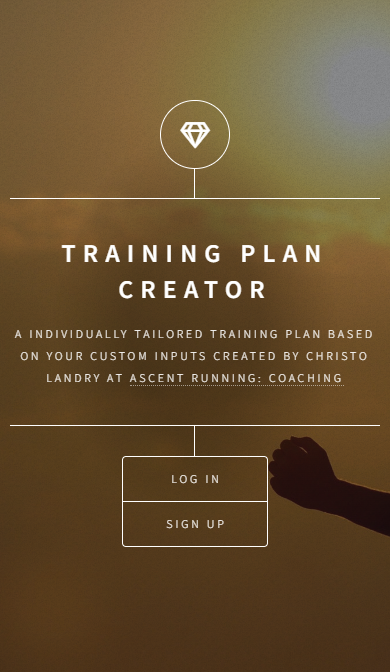 TRAINING PLAN
CREATOR
A INDIVIDUALLY TAILORED TRAINING PLAN BASED
ON YOUR CUSTOM INPUTS CREATED BY CHRISTO
LANDRY AT ASCENT RUNNING: COACHING
LOG IN
SIGN UP